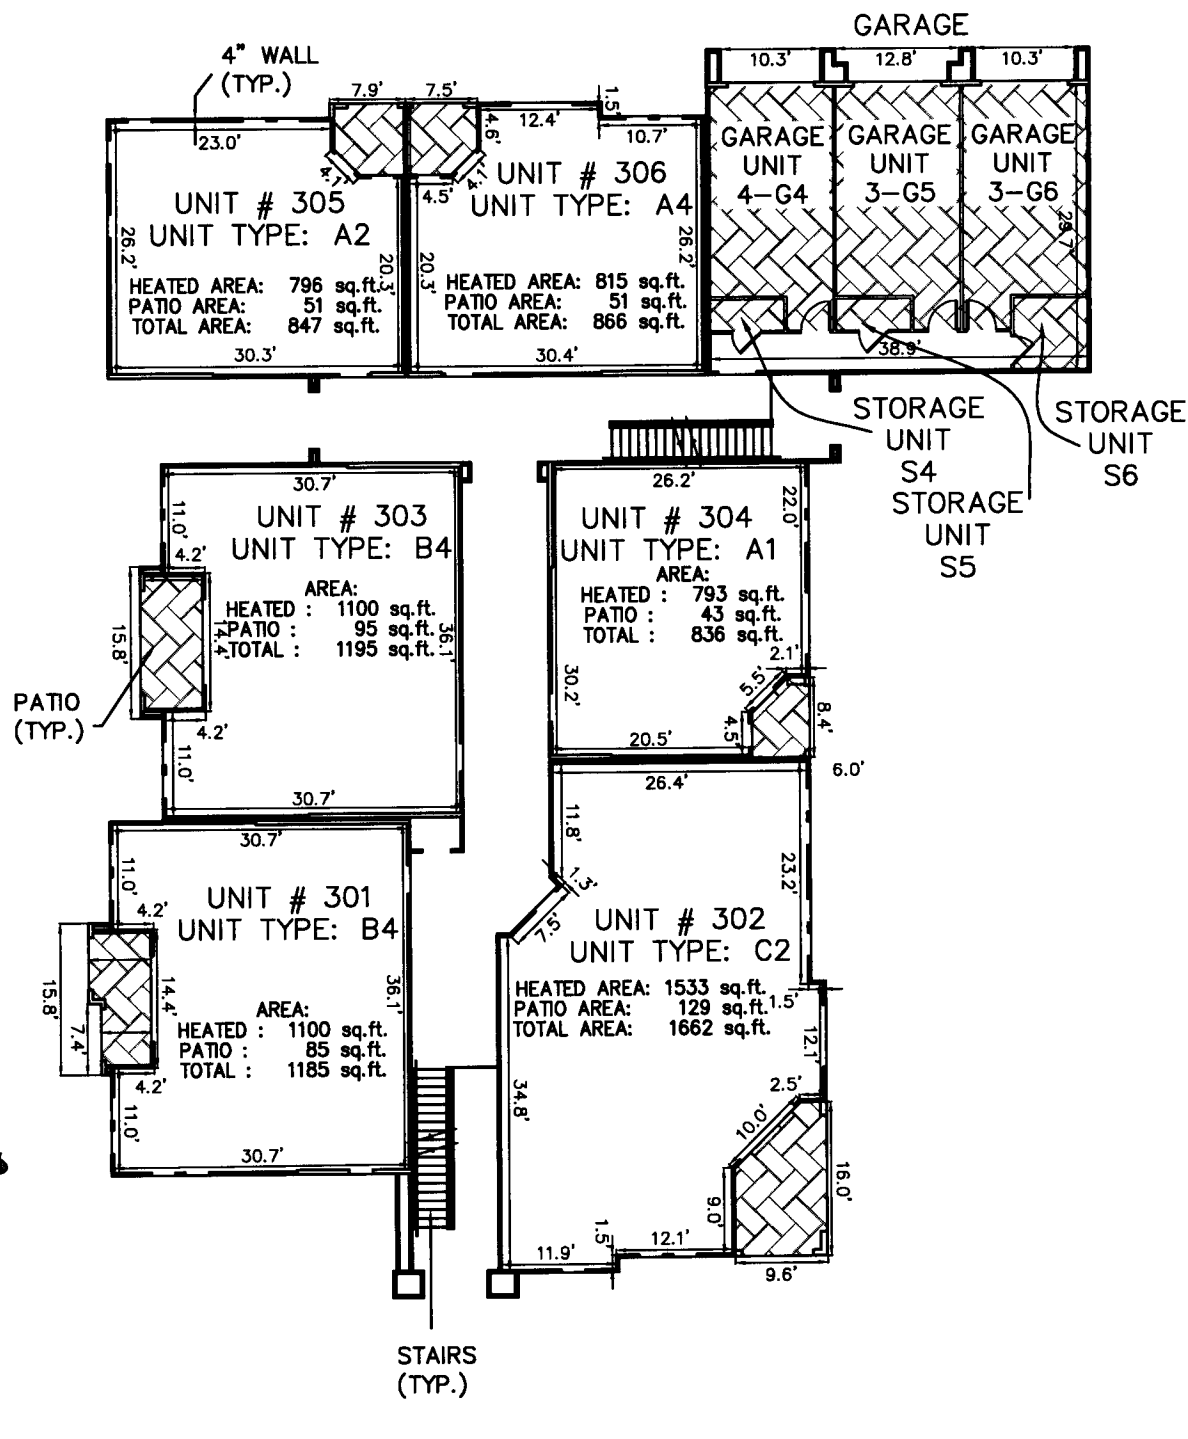 GARAGE
4" WALL
(TYP.)
10.3'
12.8'
10.3'
7.9'
7.5'
1.5'
23.0'
4.6'
12.4'
10.7'
4.7'
4.7'
4.5'
UNIT # 305
UNIT TYPE: A2
26.2'
20.3'
HEATED AREA: 796 sq.ft.
PATIO AREA: 51 sq.ft.
TOTAL AREA: 847 sq.ft.
30.3'
UNIT # 306
UNIT TYPE: A4
20.3'
26.2'
HEATED AREA: 815 sq.ft.
PATIO AREA: 51 sq.ft.
TOTAL AREA: 866 sq.ft.
30.4'
GARAGE
UNIT
4-G4
GARAGE
UNIT
3-G5
GARAGE
UNIT
3-G6
29.7'
38.9'
STORAGE
UNIT
S4
STORAGE
UNIT
S5
STORAGE
UNIT
S6
30.7'
11.0'
UNIT # 303
UNIT TYPE: B4
4.2'
AREA:
HEATED : 1100 sq.ft.
PATIO : 95 sq.ft.
TOTAL : 1195 sq.ft.
15.8'
14.4'
36.1'
PATIO
(TYP.)
4.2'
11.0'
30.7'
26.2'
22.0'
UNIT # 304
UNIT TYPE: A1
AREA:
HEATED : 793 sq.ft.
PATIO : 43 sq.ft.
TOTAL : 836 sq.ft.
2.1'
30.2'
5.5'
4.5'
8.4'
20.5'
6.0'
30.7'
11.0'
UNIT # 301
UNIT TYPE: B4
4.2'
15.8'
14.4'
36.1'
7.4'
AREA:
HEATED : 1100 sq.ft.
PATIO : 85 sq.ft.
TOTAL : 1185 sq.ft.
4.2'
11.0'
30.7'
26.4'
11.8'
1.3'
7.5'
23.2'
UNIT # 302
UNIT TYPE: C2
HEATED AREA: 1533 sq.ft.
PATIO AREA: 129 sq.ft.
TOTAL AREA: 1662 sq.ft.
1.5'
12.1'
34.8'
2.5'
10.0'
9.0'
16.0'
1.5'
11.9'
12.1'
9.6'
STAIRS
(TYP.)